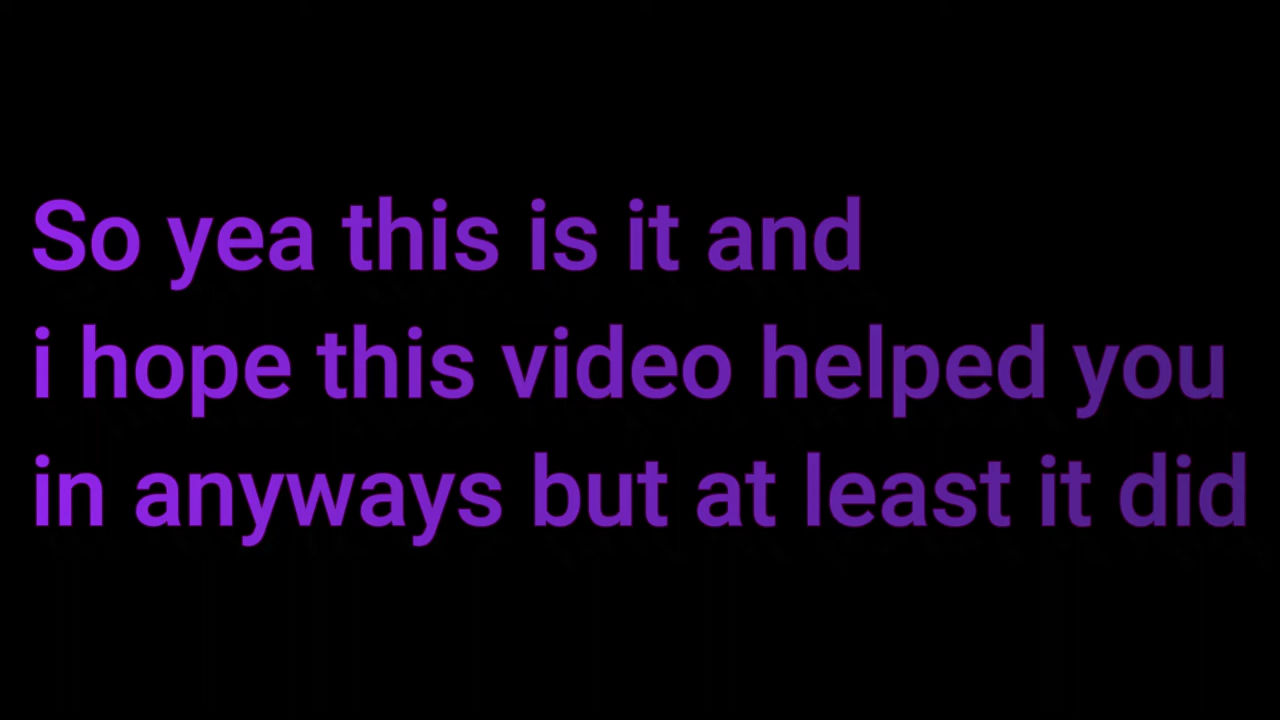 So yea this is it and
i hope this video helped you
in anyways but at least it did